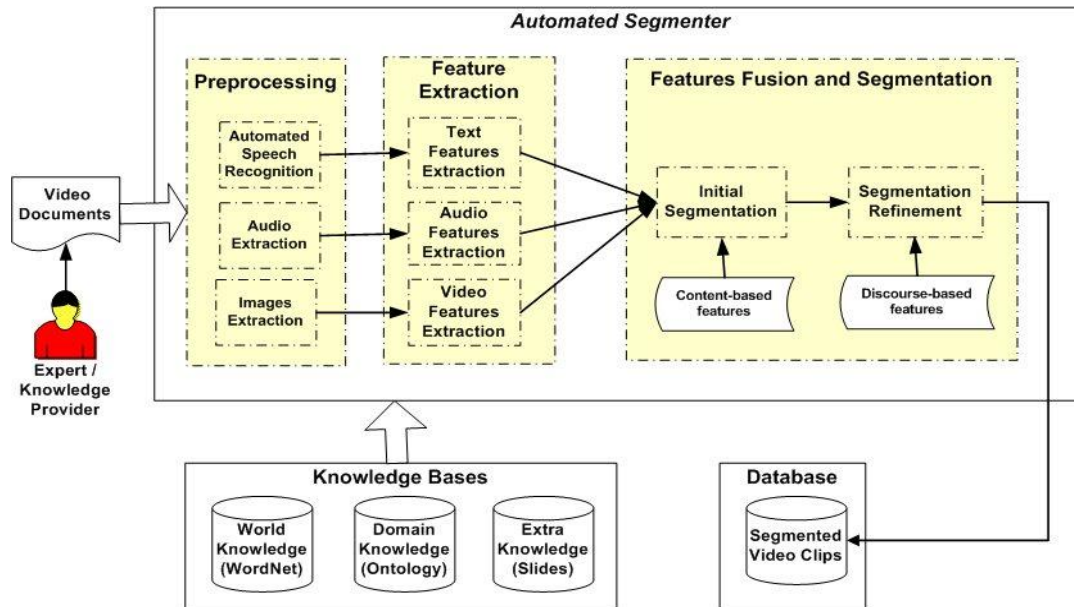 Automated Segmenter
Preprocessing
Automated
Speech
Recognition
Audio
Extraction
Images
Extraction
Feature
Extraction
Text
Features
Extraction
Audio
Features
Extraction
Video
Features
Extraction
Features Fusion and Segmentation
Initial
Segmentation
Segmentation
Refinement
Content-based
features
Discourse-based
features
Video
Documents
Expert /
Knowledge
Provider
Knowledge Bases
World
Knowledge
(WordNet)
Domain
Knowledge
(Ontology)
Extra
Knowledge
(Slides)
Database
Segmented
Video Clips